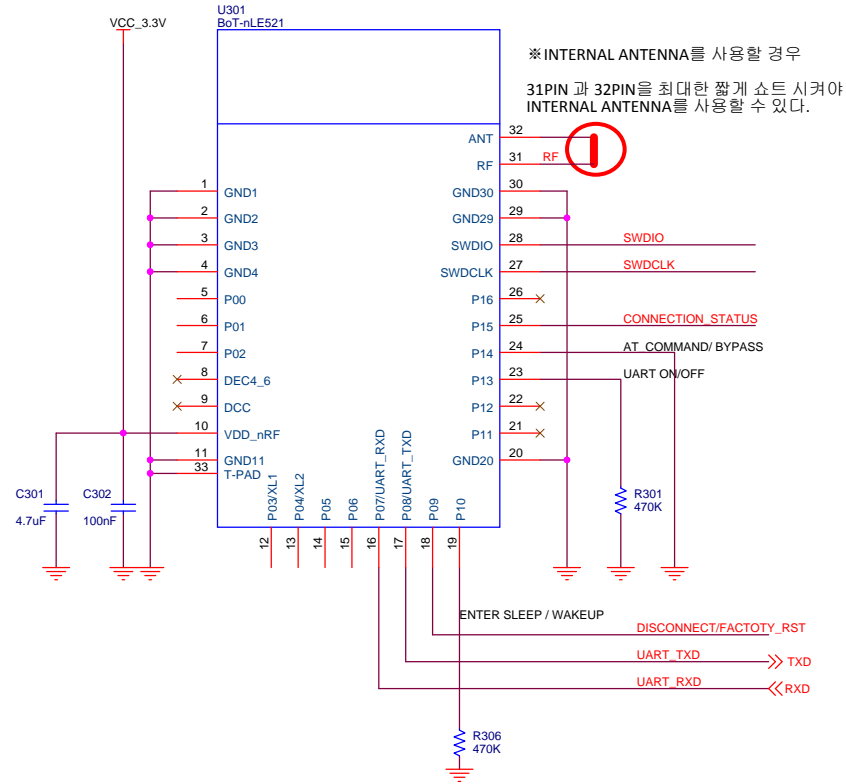 U301
BoT-nLE521
VCC_3.3V
※INTERNAL ANTENNA를 사용할 경우
31PIN 과 32PIN을 최대한 짧게 쇼트 시켜야
INTERNAL ANTENNA를 사용할 수 있다.
ANT 32
RF 31 RF
1 GND1
GND30 30
2 GND2
GND29 29
3 GND3
SWDIO 28 SWDIO
4 GND4
SWDCLK 27 SWDCLK
5 P00
P16 26
6 P01
P15 25 CONNECTION_STATUS
7 P02
P14 24 AT_COMMAND/ BYPASS
8 DEC4_6
P13 23 UART ON/OFF
9 DCC
P12 22
10 VDD_nRF
P11 21
11 GND11
GND20 20
33 T-PAD
C301
4.7uF
C302
100nF
R301
470K
P03/XL1
P04/XL2
P05
P06
P07/UART_RXD
P08/UART_TXD
P09
P10
12
13
14
15
16
17
18
19
ENTER SLEEP / WAKEUP
DISCONNECT/FACTOTY_RST
UART_TXD TXD
UART_RXD RXD
R306
470K